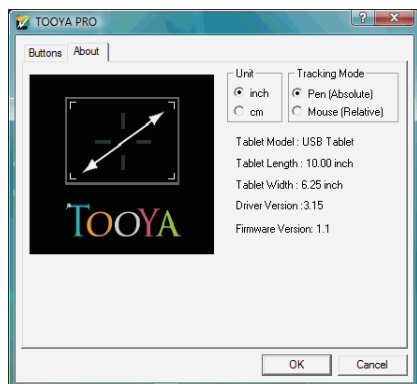 TOOYA PRO
Buttons
About
Unit
inch
cm
Tracking Mode
Pen (Absolute)
Mouse (Relative)
TOOYA
Tablet Model : USB Tablet
Tablet Length : 10.00 inch
Tablet Width : 6.25 inch
Driver Version :3.15
Firmware Version: 1.1
OK
Cancel